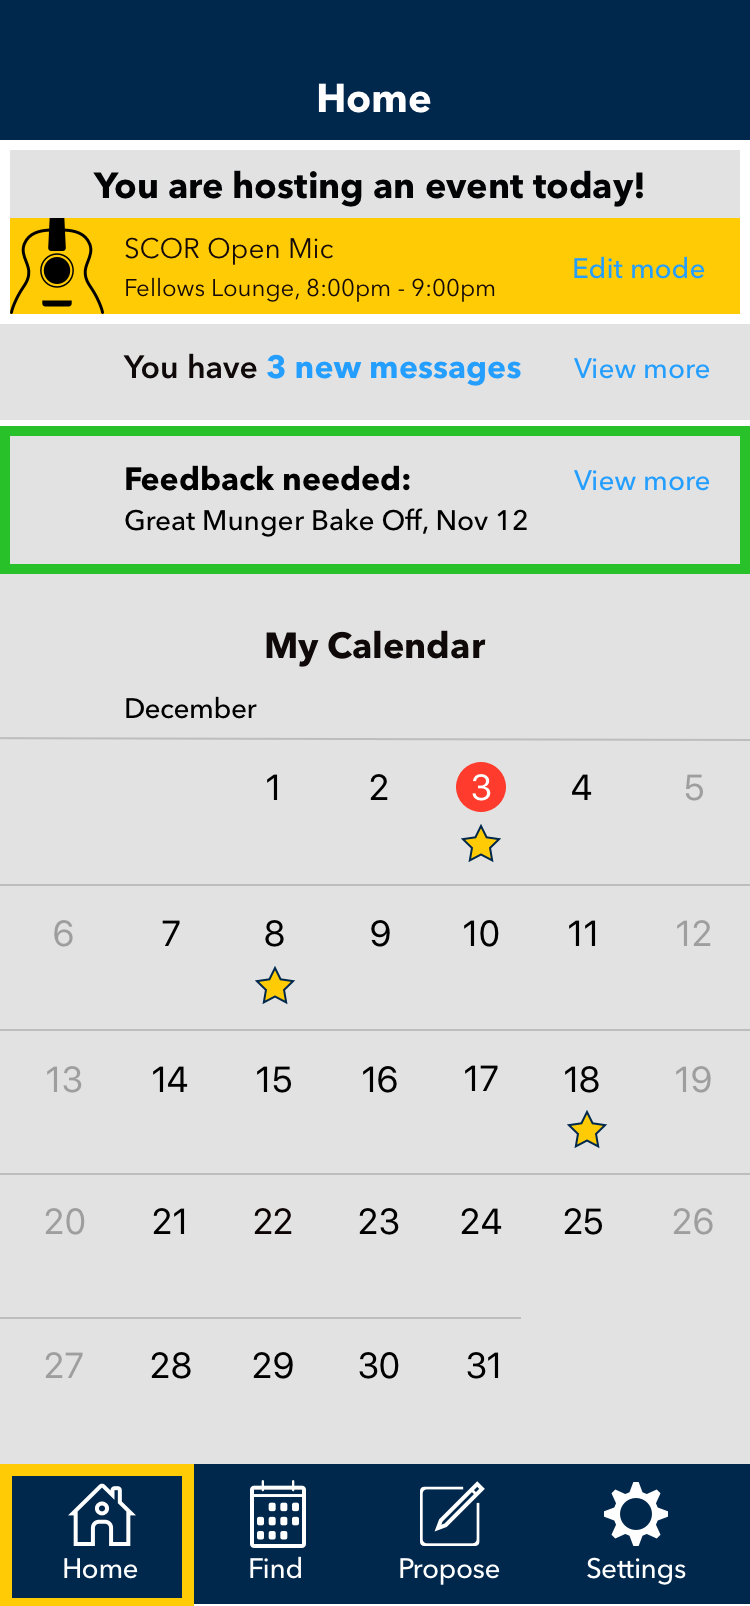 Home
You are hosting an event today!
SCOR Open Mic
Fellows Lounge, 8:00pm - 9:00pm
Edit mode
You have 3 new messages
View more
Feedback needed:
View more
Great Munger Bake Off, Nov 12
My Calendar
December
1 2 3 4 5
6 7 8 9 10 11 12
13 14 15 16 17 18 19
20 21 22 23 24 25 26
27 28 29 30 31
Home Find Propose Settings